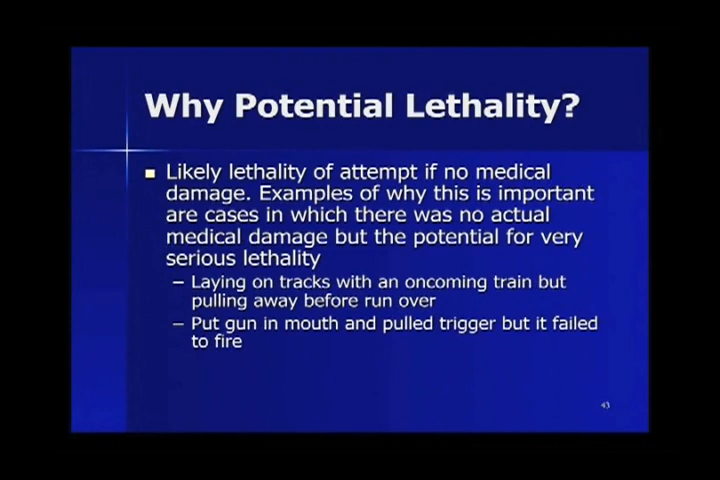 Why Potential Lethality?
Likely lethality of attempt if no medical
damage. Examples of why this is important
are cases in which there was no actual
medical damage but the potential for very
serious lethality
– Laying on tracks with an oncoming train but
pulling away before run over
– Put gun in mouth and pulled trigger but it failed
to fire
43